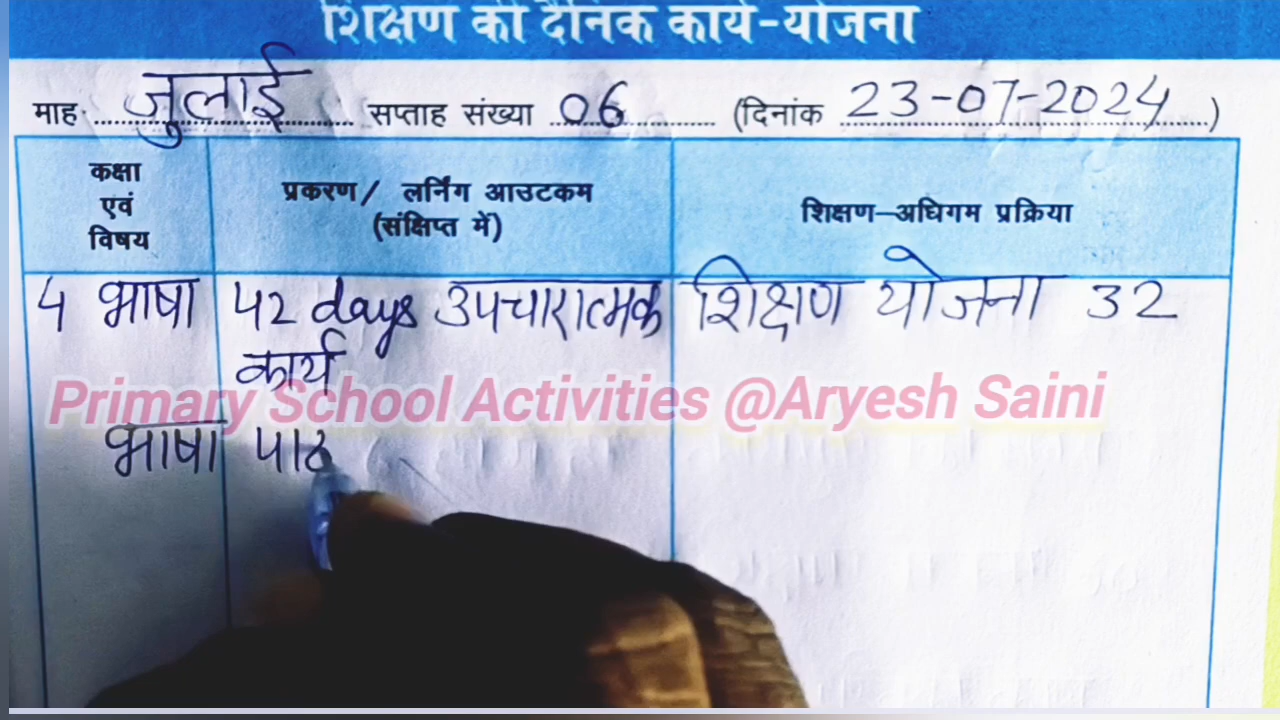 शिक्षण की दैनिक कार्य-योजना
माह जुलाई सप्ताह संख्या 06 (दिनांक 23-07-2024)
कक्षा
एवं
विषय
प्रकरण/ लर्निंग आउटकम
(संक्षिप्त में)
शिक्षण-अधिगम प्रक्रिया
4 भाषा 42 days उपचारात्मक शिक्षण योजना 32
कार्य
Primary School Activities @Aryesh Saini
भाषा पाठ